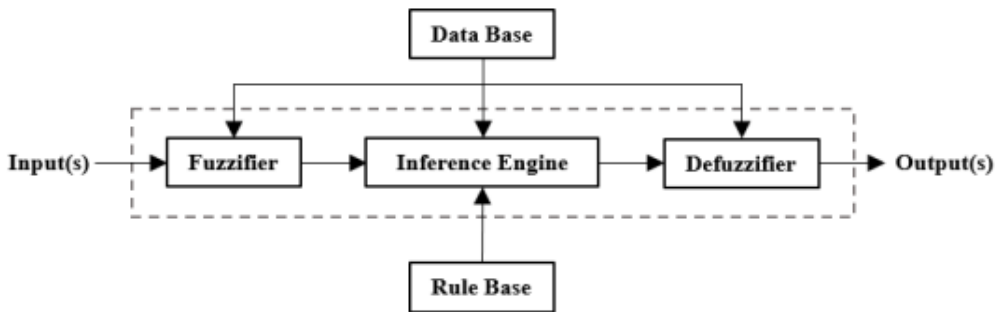 Data Base
Input(s)
Fuzzifier
Inference Engine
Defuzzifier
Output(s)
Rule Base